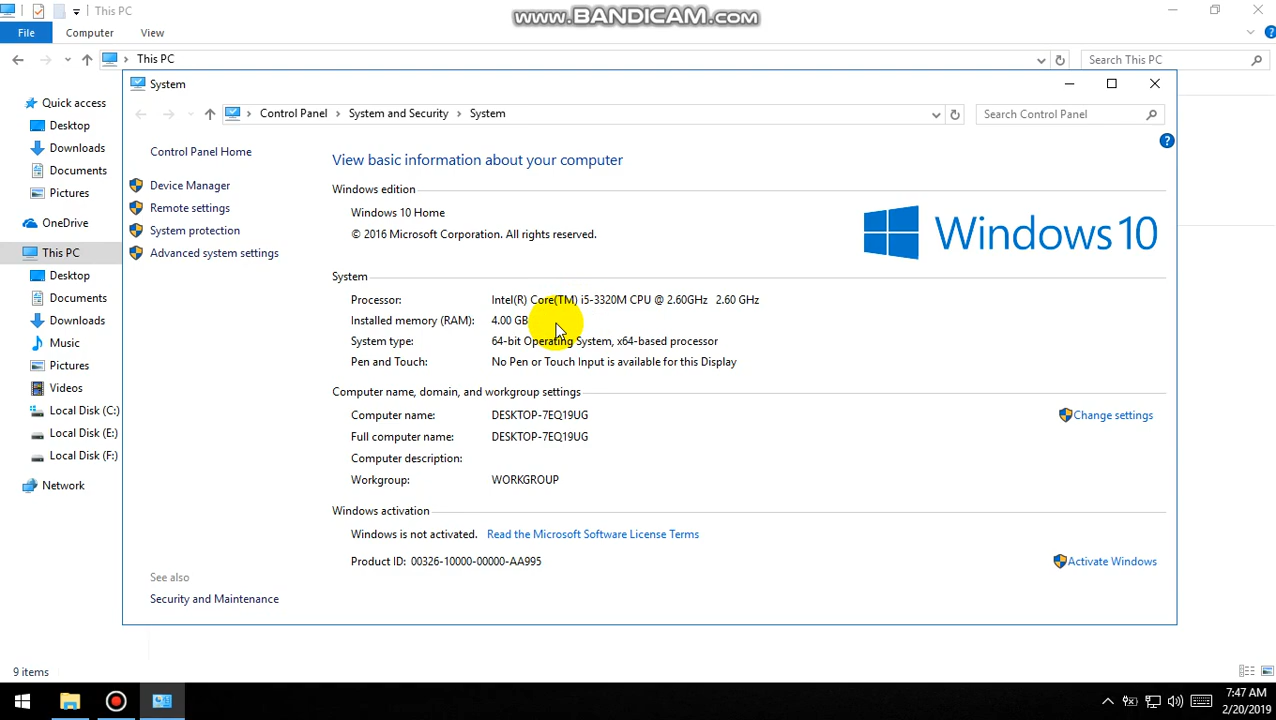 This PC
www.BANDICAM.com
File Computer View
This PC
Search This PC
System
Control Panel System and Security System
Search Control Panel
Quick access
Desktop
Downloads
Documents
Pictures
OneDrive
This PC
Desktop
Documents
Downloads
Music
Pictures
Videos
Local Disk (C:)
Local Disk (E:)
Local Disk (F:)
Network
Control Panel Home
Device Manager
Remote settings
System protection
Advanced system settings
See also
Security and Maintenance
View basic information about your computer
Windows edition
Windows 10 Home
© 2016 Microsoft Corporation. All rights reserved.
Windows 10
System
Processor: Intel(R) Core(TM) i5-3320M CPU @ 2.60GHz 2.60 GHz
Installed memory (RAM): 4.00 GB
System type: 64-bit Operating System, x64-based processor
Pen and Touch: No Pen or Touch Input is available for this Display
Computer name, domain, and workgroup settings
Computer name: DESKTOP-7EQ19UG
Change settings
Full computer name: DESKTOP-7EQ19UG
Computer description:
Workgroup: WORKGROUP
Windows activation
Windows is not activated. Read the Microsoft Software License Terms
Product ID: 00326-10000-00000-AA995
Activate Windows
9 items
7:47 AM
2/20/2019